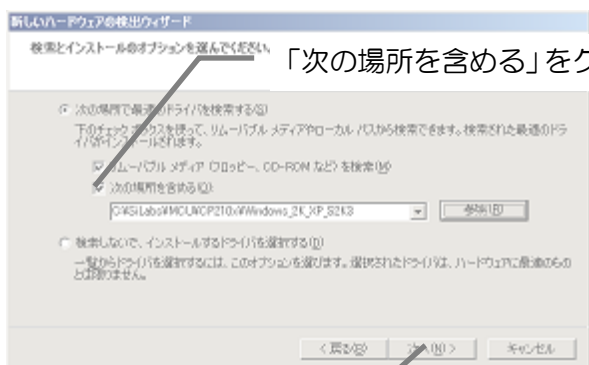 新しいハードウェアの検出ウィザード
検索とインストールのオプションを選んでください。
「次の場所を含める」をク
次の場所で最適のドライバを検索する(S)
下のチェック ボックスを使って、リムーバブル メディアやローカル パスから検索できます。検索された最適のドラ
イバがインストールされます。
リムーバブル メディア (フロッピー、CD-ROM など) を検索(M)
次の場所を含める(O):
C:¥SiLabs¥MCU¥CP210x¥Windows_2K_XP_S2K3
参照(R)
検索しないで、インストールするドライバを選択する(D)
一覧からドライバを選択するには、このオプションを選びます。選択されたドライバは、ハードウェアに最適のもの
とは限りません。
< 戻る(B) 次へ(N) > キャンセル